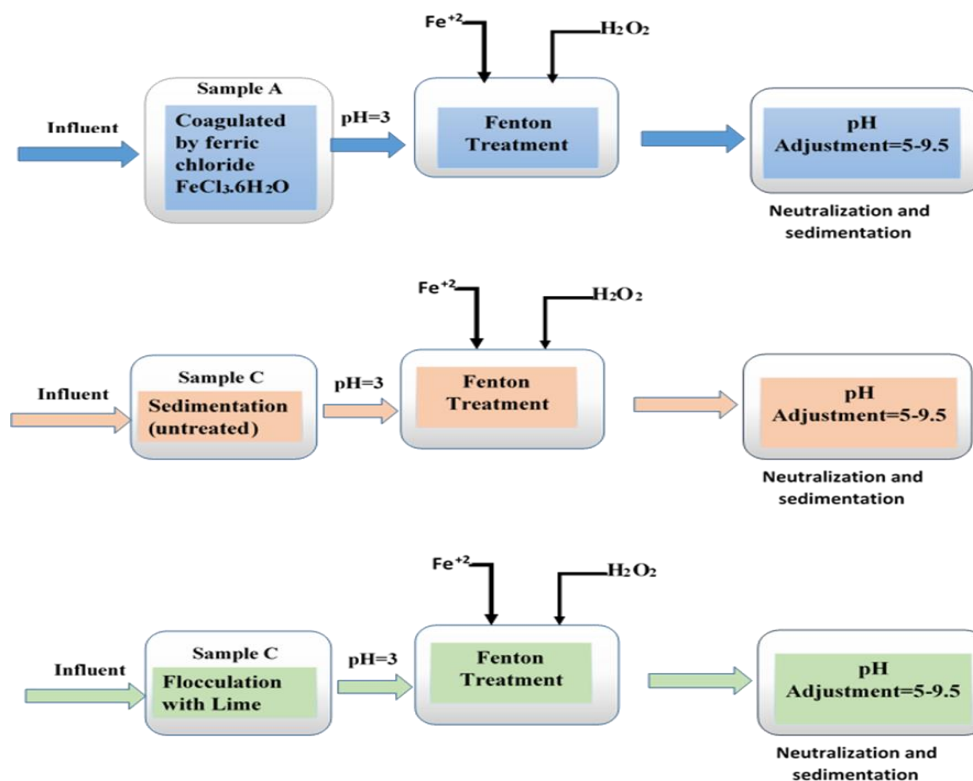 Fe⁺²
H₂O₂
Sample A
Influent
Coagulated
by ferric
chloride
FeCl₃.6H₂O
pH=3
Fenton
Treatment
pH
Adjustment=5-9.5
Neutralization and
sedimentation
Fe⁺²
H₂O₂
Sample C
Influent
Sedimentation
(untreated)
pH=3
Fenton
Treatment
pH
Adjustment=5-9.5
Neutralization and
sedimentation
Fe⁺²
H₂O₂
Sample C
Influent
Flocculation
with Lime
pH=3
Fenton
Treatment
pH
Adjustment=5-9.5
Neutralization and
sedimentation